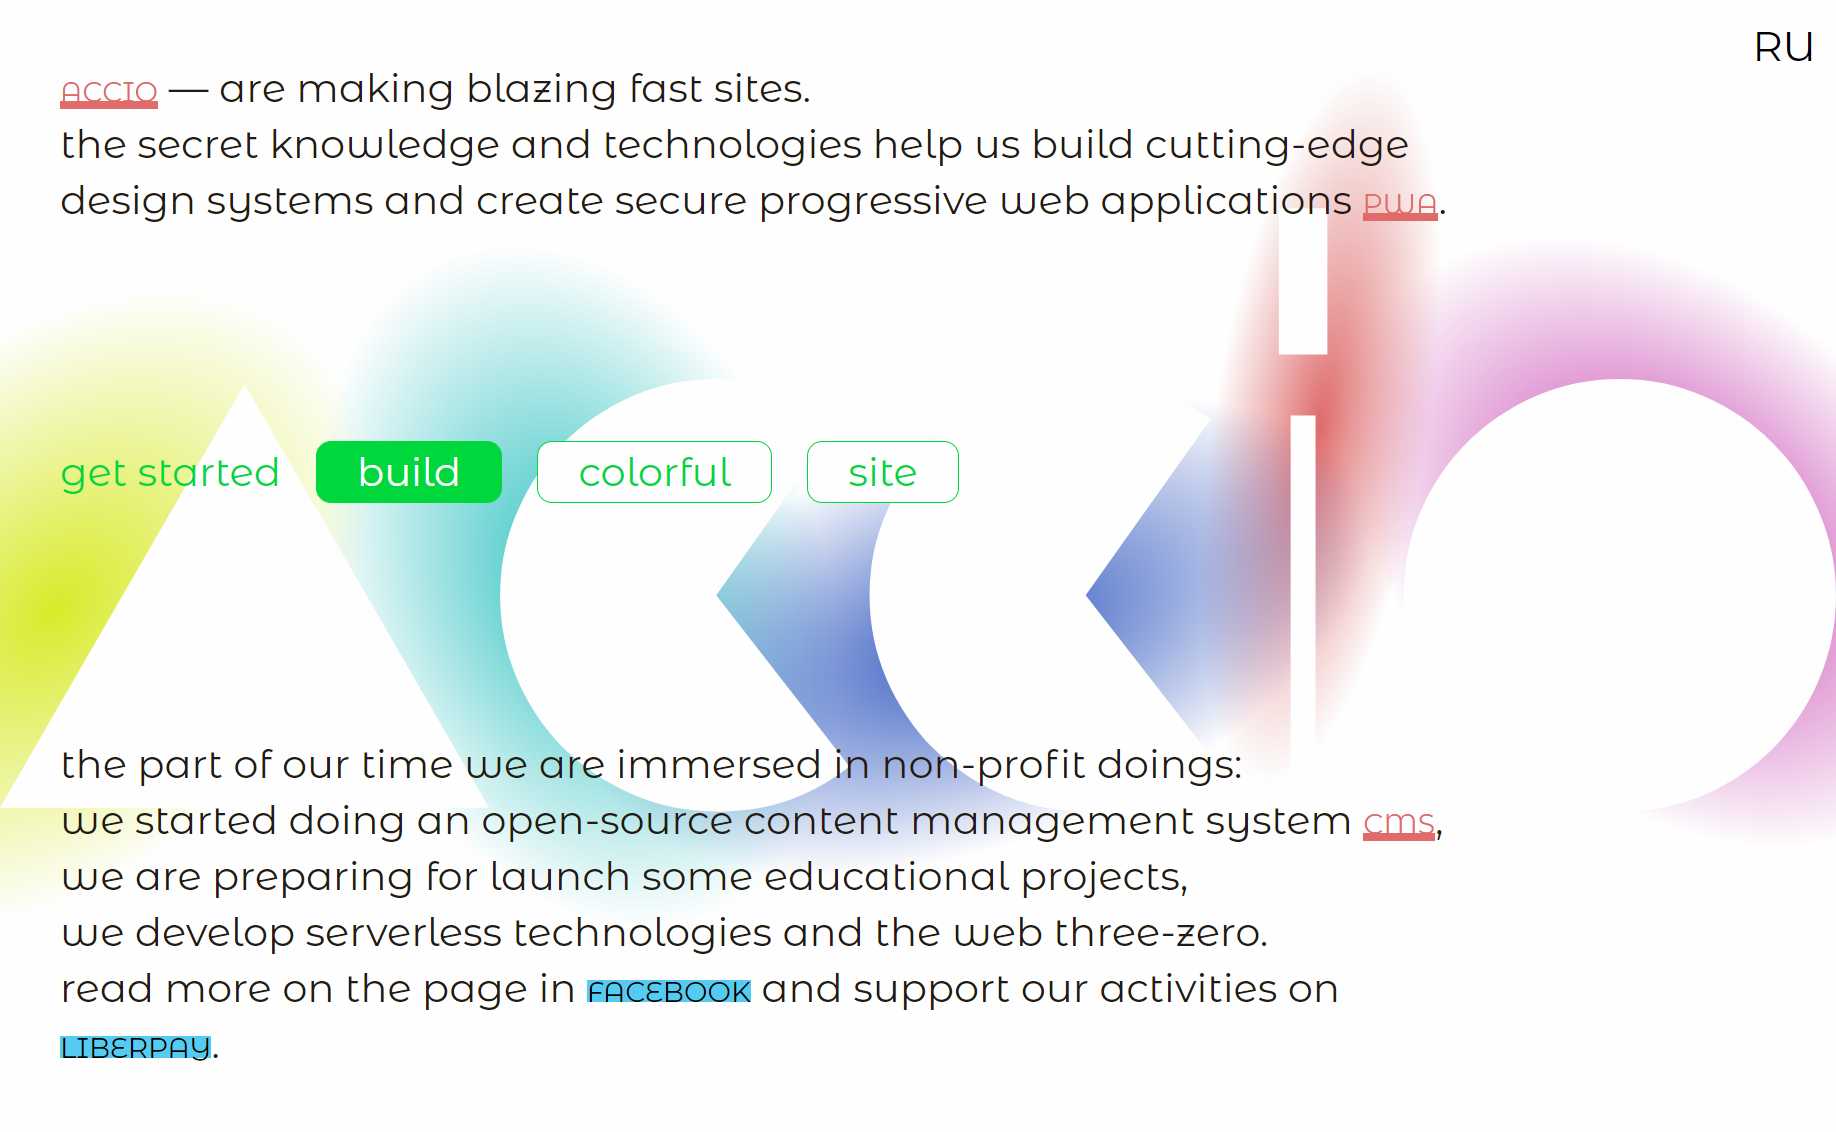 RU
ACCIO — are making blazing fast sites.
the secret knowledge and technologies help us build cutting-edge
design systems and create secure progressive web applications PWA.
get started build colorful site
the part of our time we are immersed in non-profit doings:
we started doing an open-source content management system cms,
we are preparing for launch some educational projects,
we develop serverless technologies and the web three-zero.
read more on the page in FACEBOOK and support our activities on
LIBERPAY.